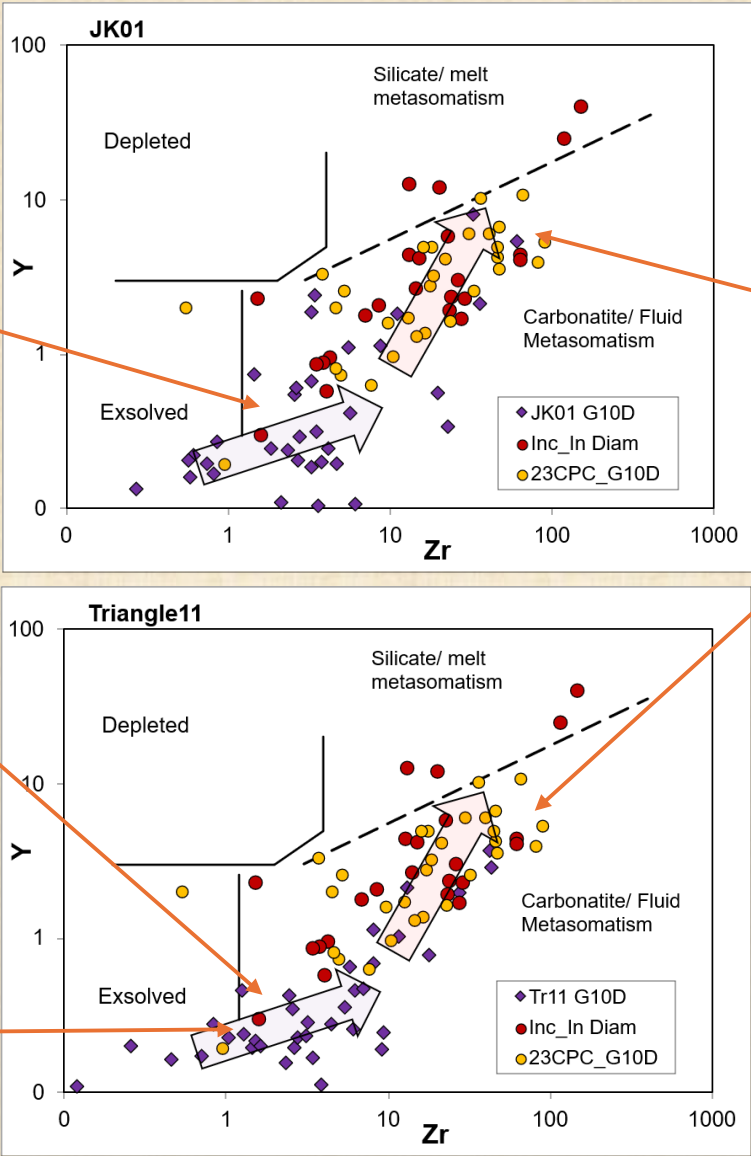 JK01
100
Silicate/ melt
metasomatism
Depleted
10
Y
Carbonatite/ Fluid
Metasomatism
1
Exsolved
JK01 G10D
Inc_In Diam
23CPC_G10D
0
0 1 10 100 1000
Zr
Triangle11
100
Silicate/ melt
metasomatism
Depleted
10
Y
Carbonatite/ Fluid
Metasomatism
1
Exsolved
Tr11 G10D
Inc_In Diam
23CPC_G10D
0
0 1 10 100 1000
Zr